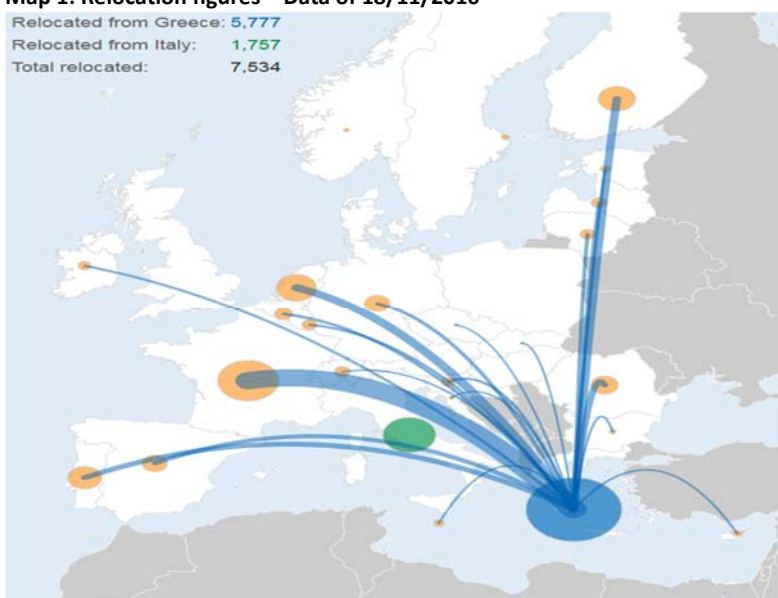 Map 1: Relocation figures – Data of 18/11/2016
Relocated from Greece: 5,777
Relocated from Italy: 1,757
Total relocated: 7,534